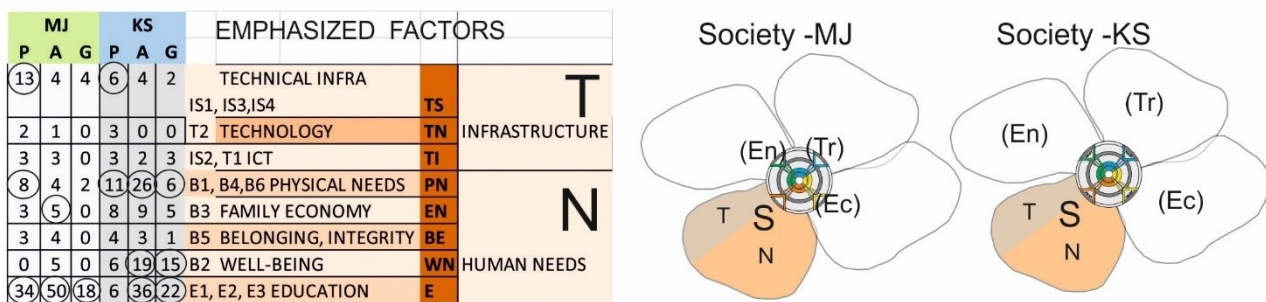 MJ KS EMPHASIZED FACTORS
P A G P A G
13 4 4 6 4 2 TECHNICAL INFRA T
IS1, IS3,IS4 TS
2 1 0 3 0 0 T2 TECHNOLOGY TN INFRASTRUCTURE
3 3 0 3 2 3 IS2, T1 ICT TI
8 4 2 11 26 6 B1, B4,B6 PHYSICAL NEEDS PN N
3 5 0 8 9 5 B3 FAMILY ECONOMY EN
3 4 0 4 3 1 B5 BELONGING, INTEGRITY BE
0 5 0 6 19 15 B2 WELL-BEING WN HUMAN NEEDS
34 50 18 6 36 22 E1, E2, E3 EDUCATION E
Society -MJ
(En) (Tr)
(Ec)
T S
N
Society -KS
(Tr)
(En)
(Ec)
T S
N